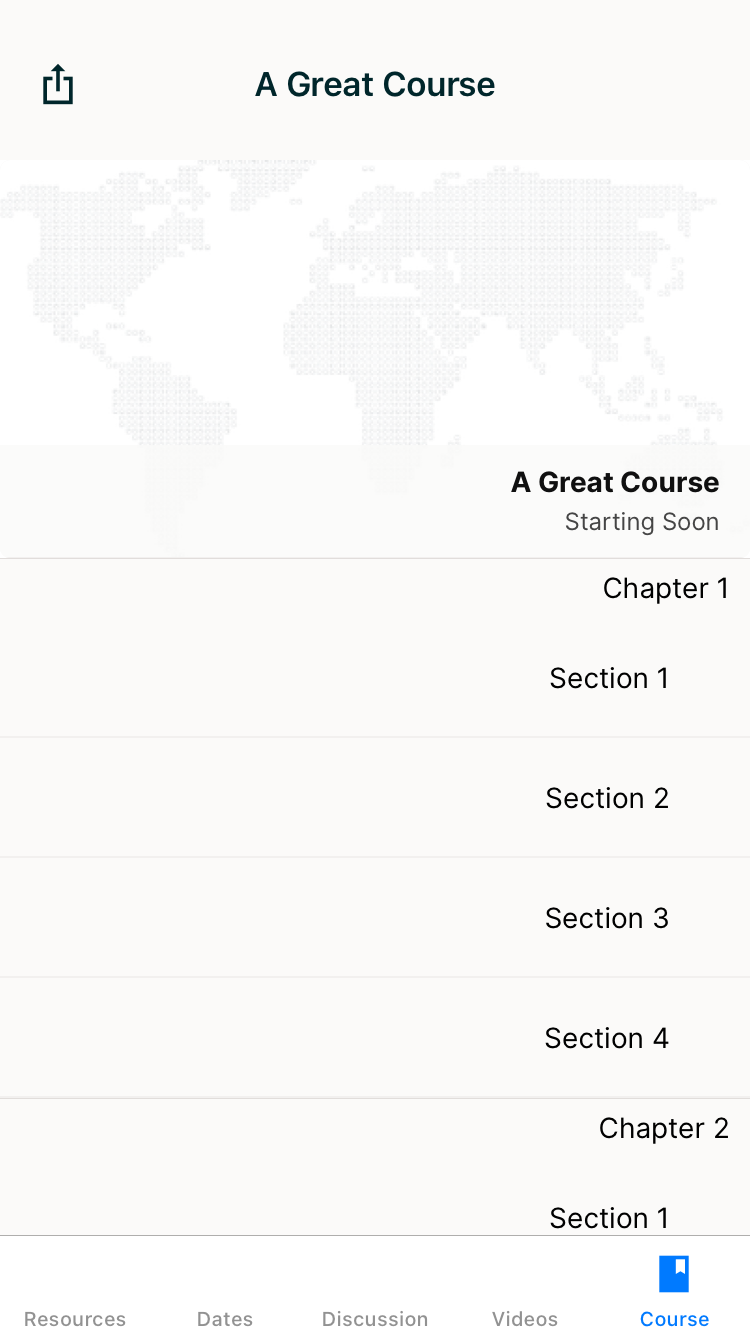 A Great Course
A Great Course
Starting Soon
Chapter 1
Section 1
Section 2
Section 3
Section 4
Chapter 2
Section 1
Resources Dates Discussion Videos Course